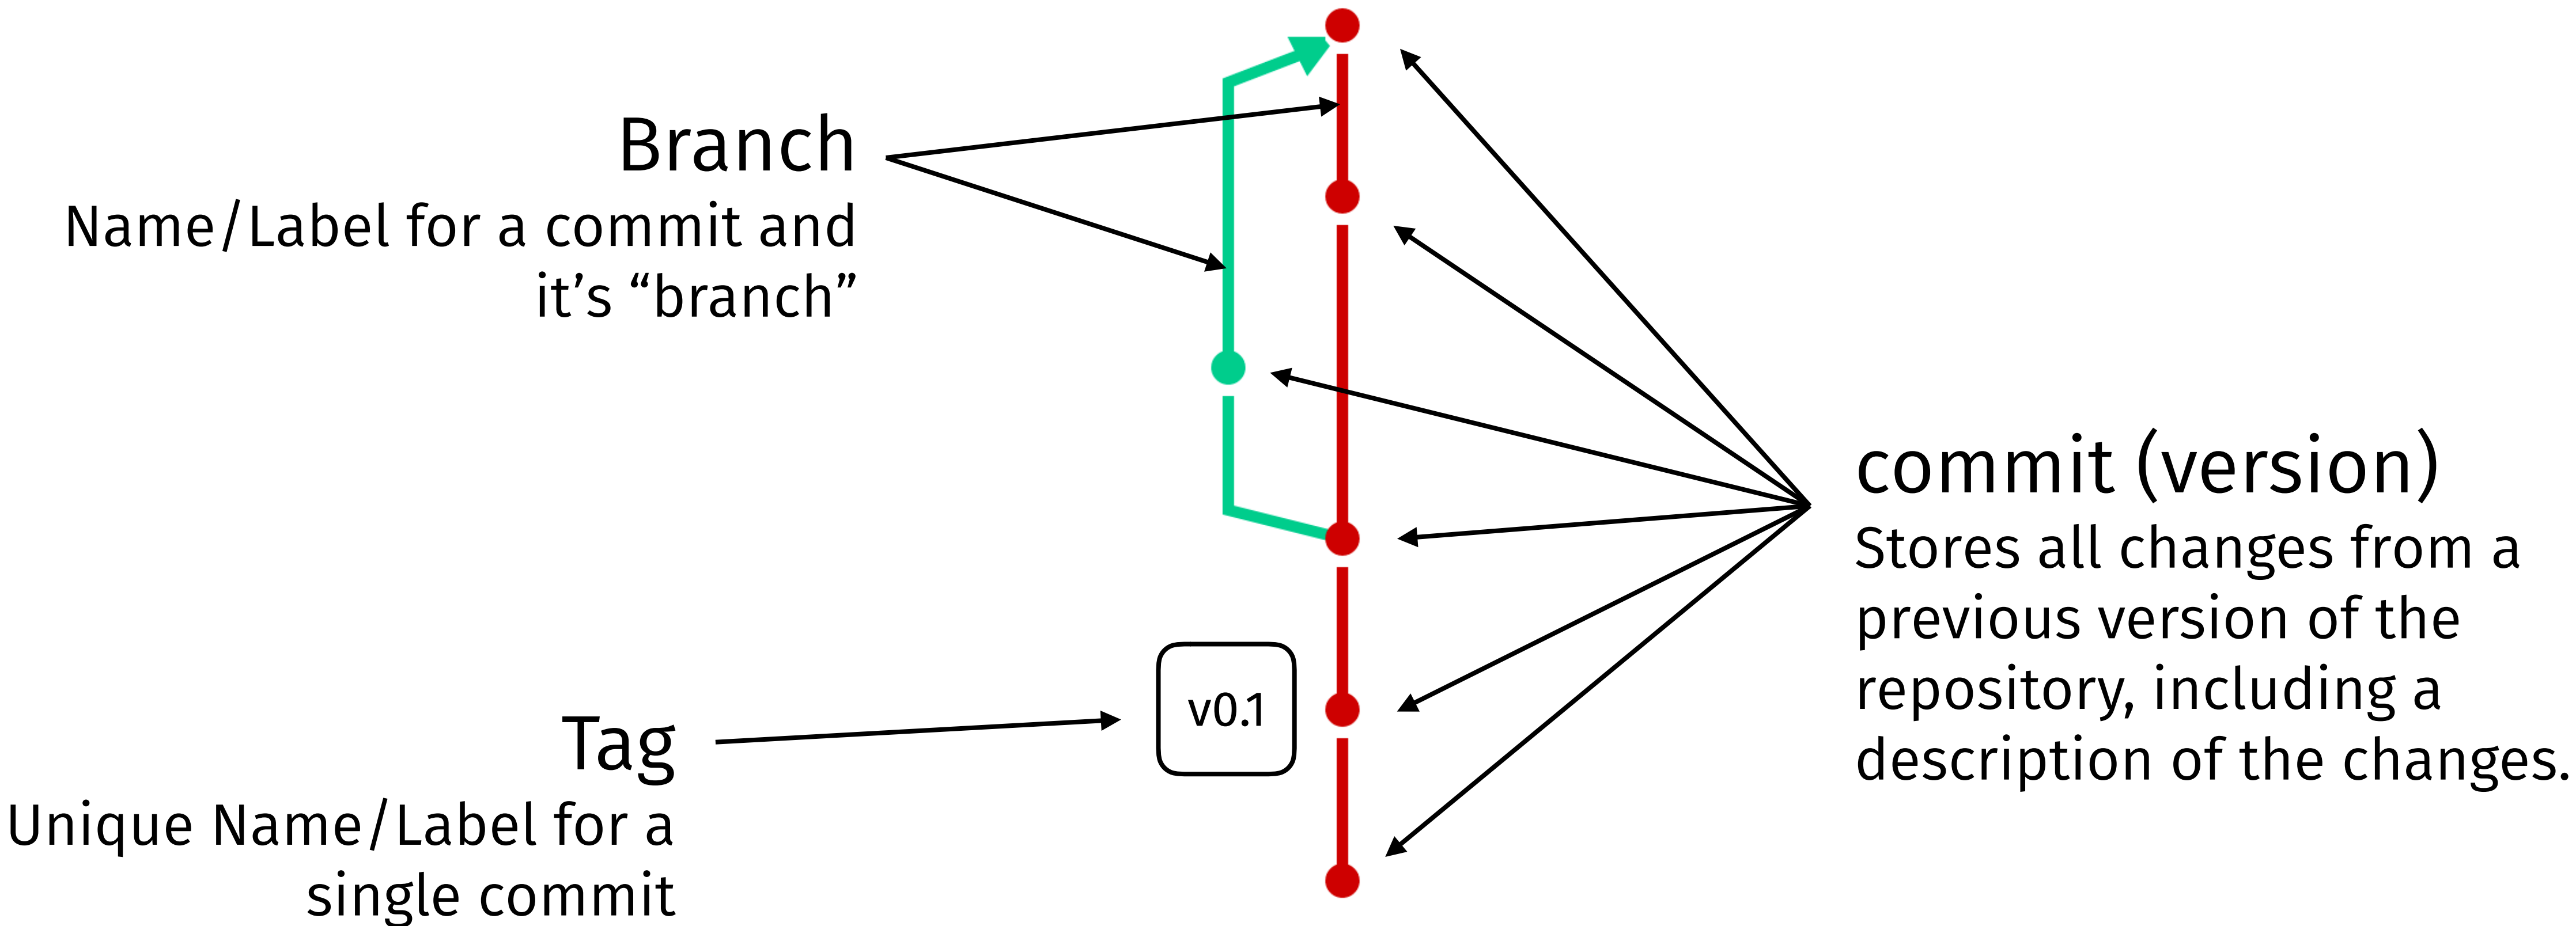 Branch
Name/Label for a commit and
it’s “branch”
commit (version)
Stores all changes from a
previous version of the
repository, including a
description of the changes.
v0.1
Tag
Unique Name/Label for a
single commit